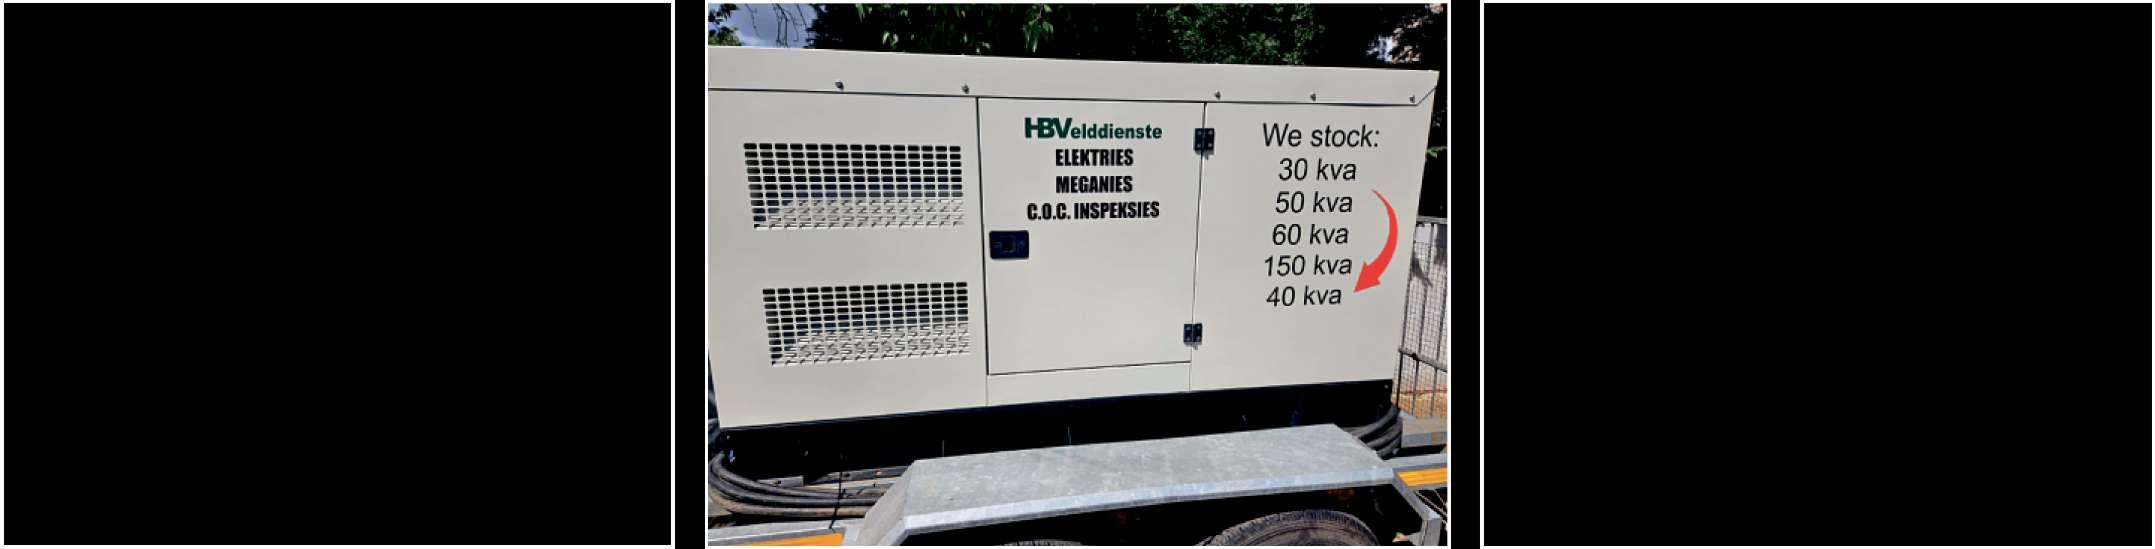 HBVelddienste
ELEKTRIES
MEGANIES
C.O.C. INSPEKSIES
We stock:
30 kva
50 kva
60 kva
150 kva
40 kva